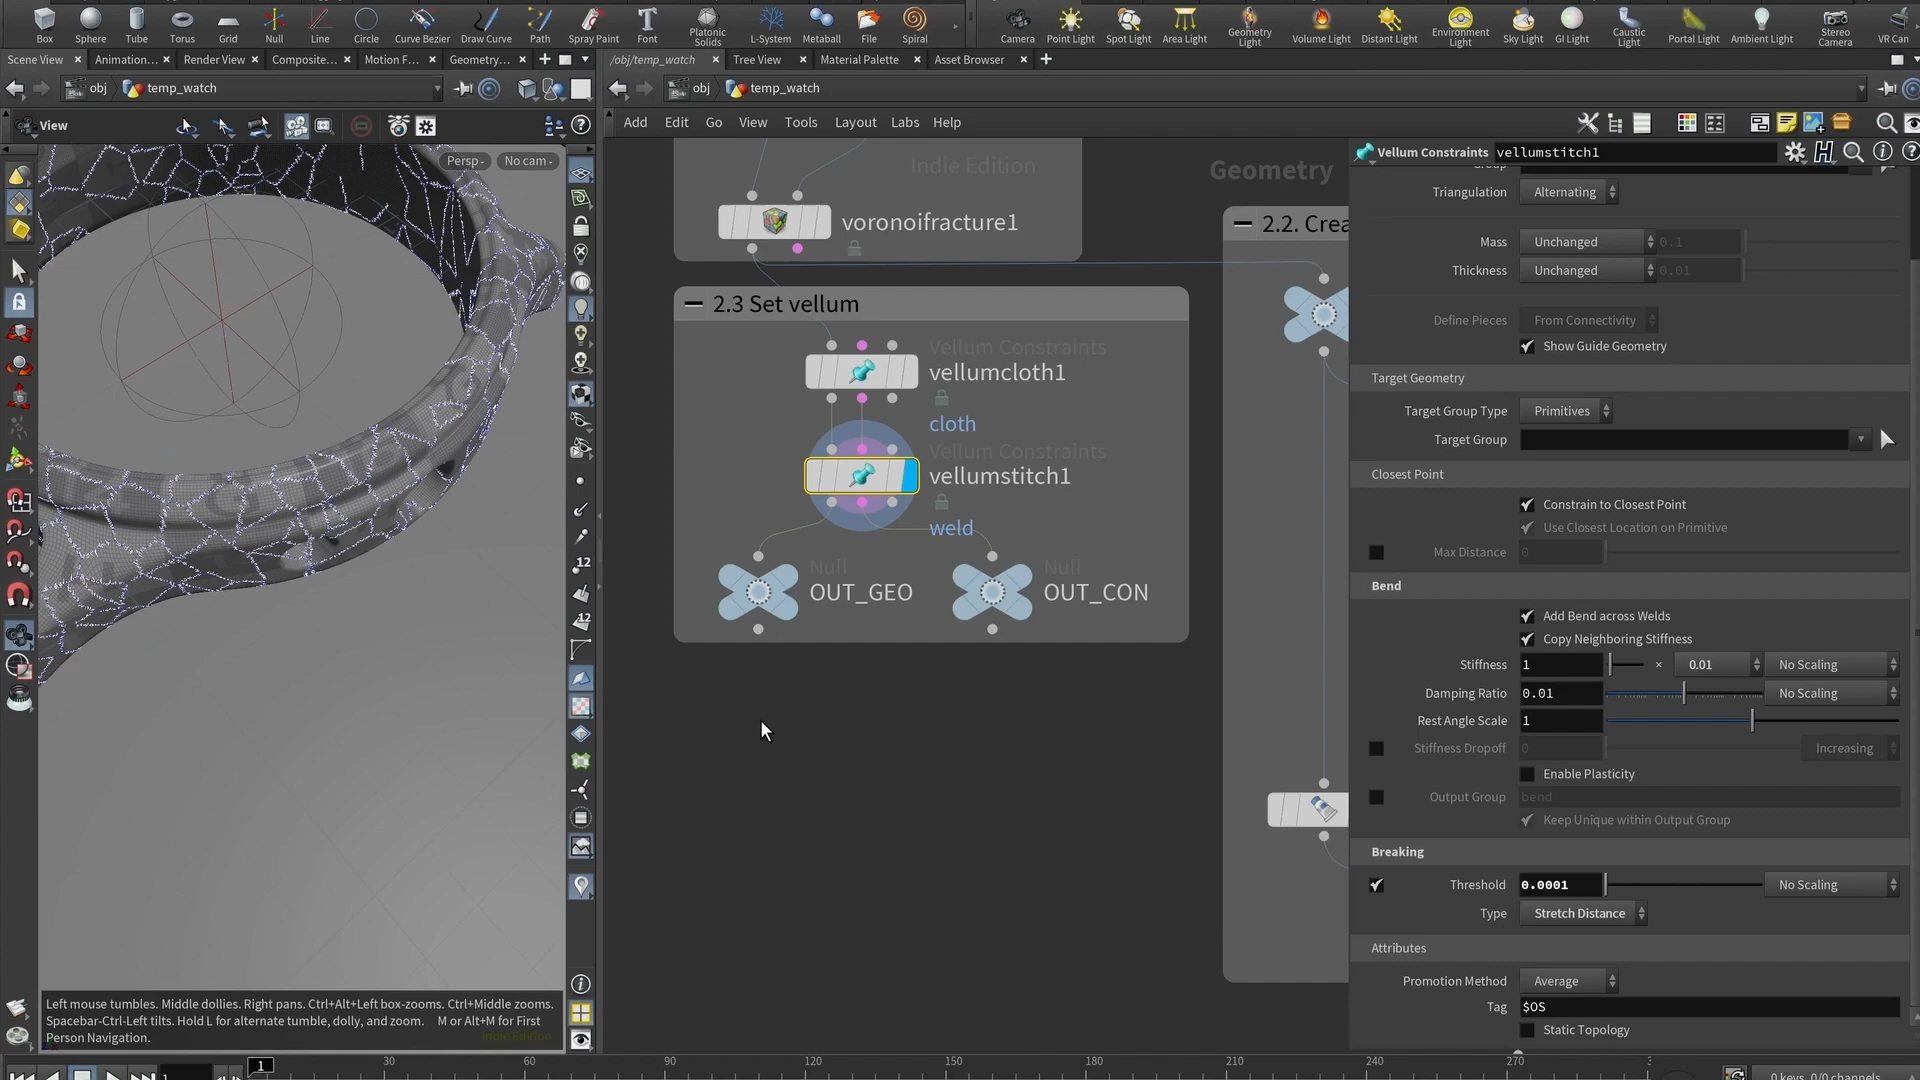 Box Sphere Tube Torus Grid Null Line Circle Curve Bezier Draw Curve Path Spray Paint Font Platonic Solids L-System Metaball File Spiral Camera Point Light Spot Light Area Light Geometry Light Volume Light Distant Light Environment Light Sky Light GI Light Caustic Light Portal Light Ambient Light Stereo Camera VR Can
Scene View Animation... Render View Composite... Motion F... Geometry... /obj/temp_watch Tree View Material Palette Asset Browser
obj temp_watch obj temp_watch
View
Add Edit Go View Tools Layout Labs Help
Persp No cam
Indie Edition
Geometry
voronoifracture1
2.2. Crea
2.3 Set vellum
Vellum Constraints
vellumcloth1
cloth
Vellum Constraints
vellumstitch1
weld
Null
OUT_GEO
Null
OUT_CON
12
12
Vellum Constraints vellumstitch1
Triangulation Alternating
Mass Unchanged 0.1
Thickness Unchanged 0.01
Define Pieces From Connectivity
Show Guide Geometry
Target Geometry
Target Group Type Primitives
Target Group
Closest Point
Constrain to Closest Point
Use Closest Location on Primitive
Max Distance 0
Bend
Add Bend across Welds
Copy Neighboring Stiffness
Stiffness 1 × 0.01 No Scaling
Damping Ratio 0.01 No Scaling
Rest Angle Scale 1
Stiffness Dropoff 0 Increasing
Enable Plasticity
Output Group bend
Keep Unique within Output Group
Breaking
Threshold 0.0001 No Scaling
Type Stretch Distance
Attributes
Promotion Method Average
Tag $OS
Static Topology
Left mouse tumbles. Middle dollies. Right pans. Ctrl+Alt+Left box-zooms. Ctrl+Middle zooms.
Spacebar-Ctrl-Left tilts. Hold L for alternate tumble, dolly, and zoom. M or Alt+M for First
Person Navigation.
Indie Edition
1 30 60 90 120 150 180 210 240 270
1
0 keys, 0/0 channels